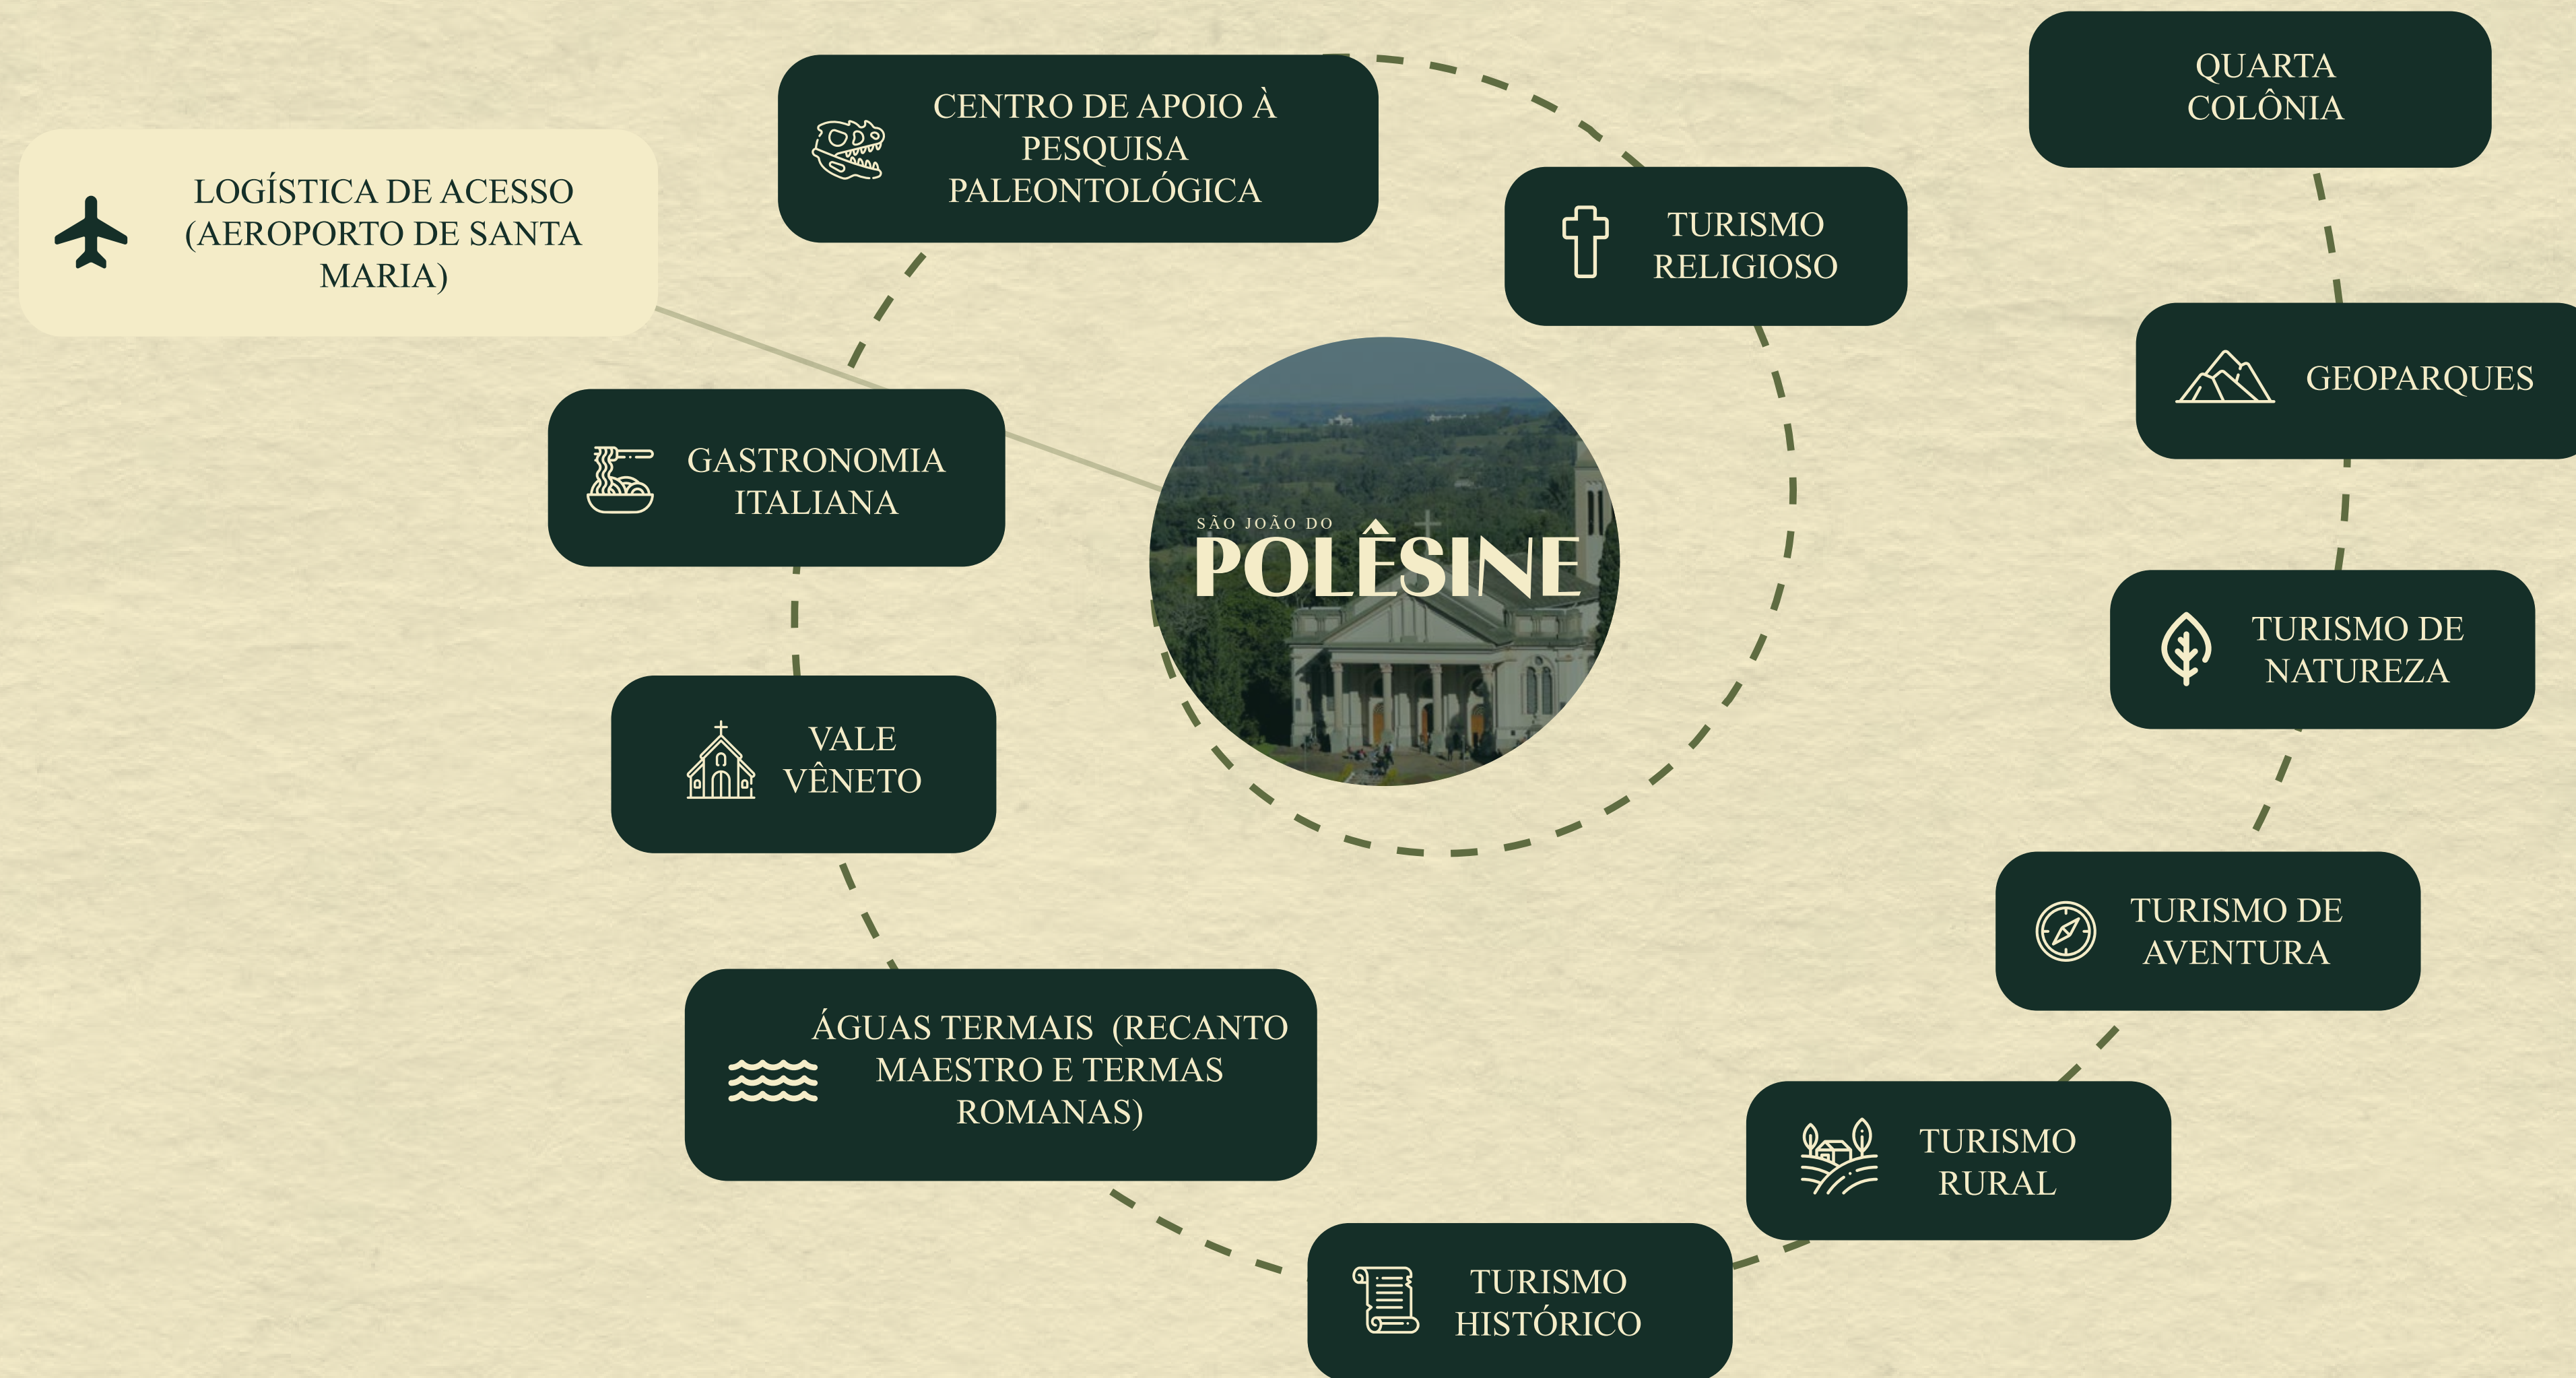 QUARTA
COLÔNIA
CENTRO DE APOIO À
PESQUISA
PALEONTOLÓGICA
LOGÍSTICA DE ACESSO
(AEROPORTO DE SANTA
MARIA)
TURISMO
RELIGIOSO
GEOPARQUES
GASTRONOMIA
ITALIANA
SÃO JOÃO DO
POLÊSINE
TURISMO DE
NATUREZA
VALE
VÊNETO
TURISMO DE
AVENTURA
ÁGUAS TERMAIS (RECANTO
MAESTRO E TERMAS
ROMANAS)
TURISMO
RURAL
TURISMO
HISTÓRICO